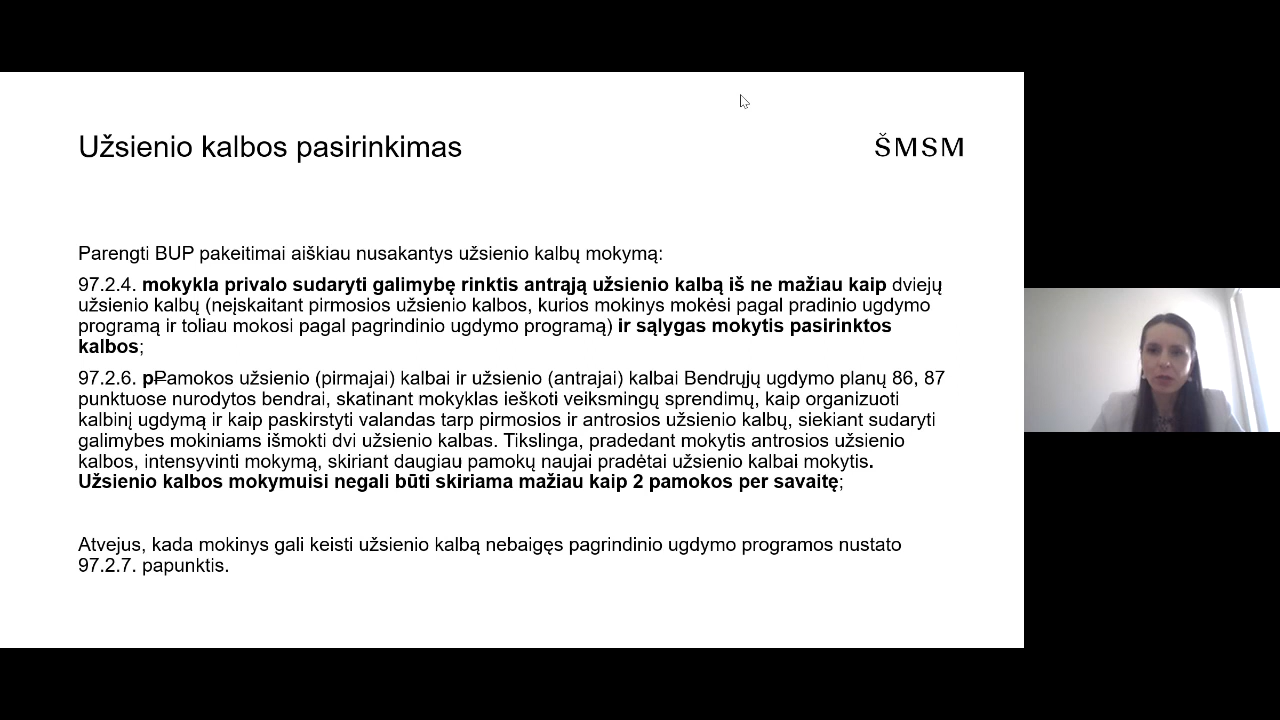 Užsienio kalbos pasirinkimas
ŠMSM
Parengti BUP pakeitimai aiškiau nusakantys užsienio kalbų mokymą:
97.2.4. mokykla privalo sudaryti galimybę rinktis antrąją užsienio kalbą iš ne mažiau kaip dviejų
užsienio kalbų (neįskaitant pirmosios užsienio kalbos, kurios mokinys mokėsi pagal pradinio ugdymo
programą ir toliau mokosi pagal pagrindinio ugdymo programą) ir sąlygas mokytis pasirinktos
kalbos;
97.2.6. pPamokos užsienio (pirmajai) kalbai ir užsienio (antrajai) kalbai Bendrųjų ugdymo planų 86, 87
punktuose nurodytos bendrai, skatinant mokyklas ieškoti veiksmingų sprendimų, kaip organizuoti
kalbinį ugdymą ir kaip paskirstyti valandas tarp pirmosios ir antrosios užsienio kalbų, siekiant sudaryti
galimybes mokiniams išmokti dvi užsienio kalbas. Tikslinga, pradedant mokytis antrosios užsienio
kalbos, intensyvinti mokymą, skiriant daugiau pamokų naujai pradėtai užsienio kalbai mokytis.
Užsienio kalbos mokymuisi negali būti skiriama mažiau kaip 2 pamokos per savaitę;
Atvejus, kada mokinys gali keisti užsienio kalbą nebaigęs pagrindinio ugdymo programos nustato
97.2.7. papunktis.